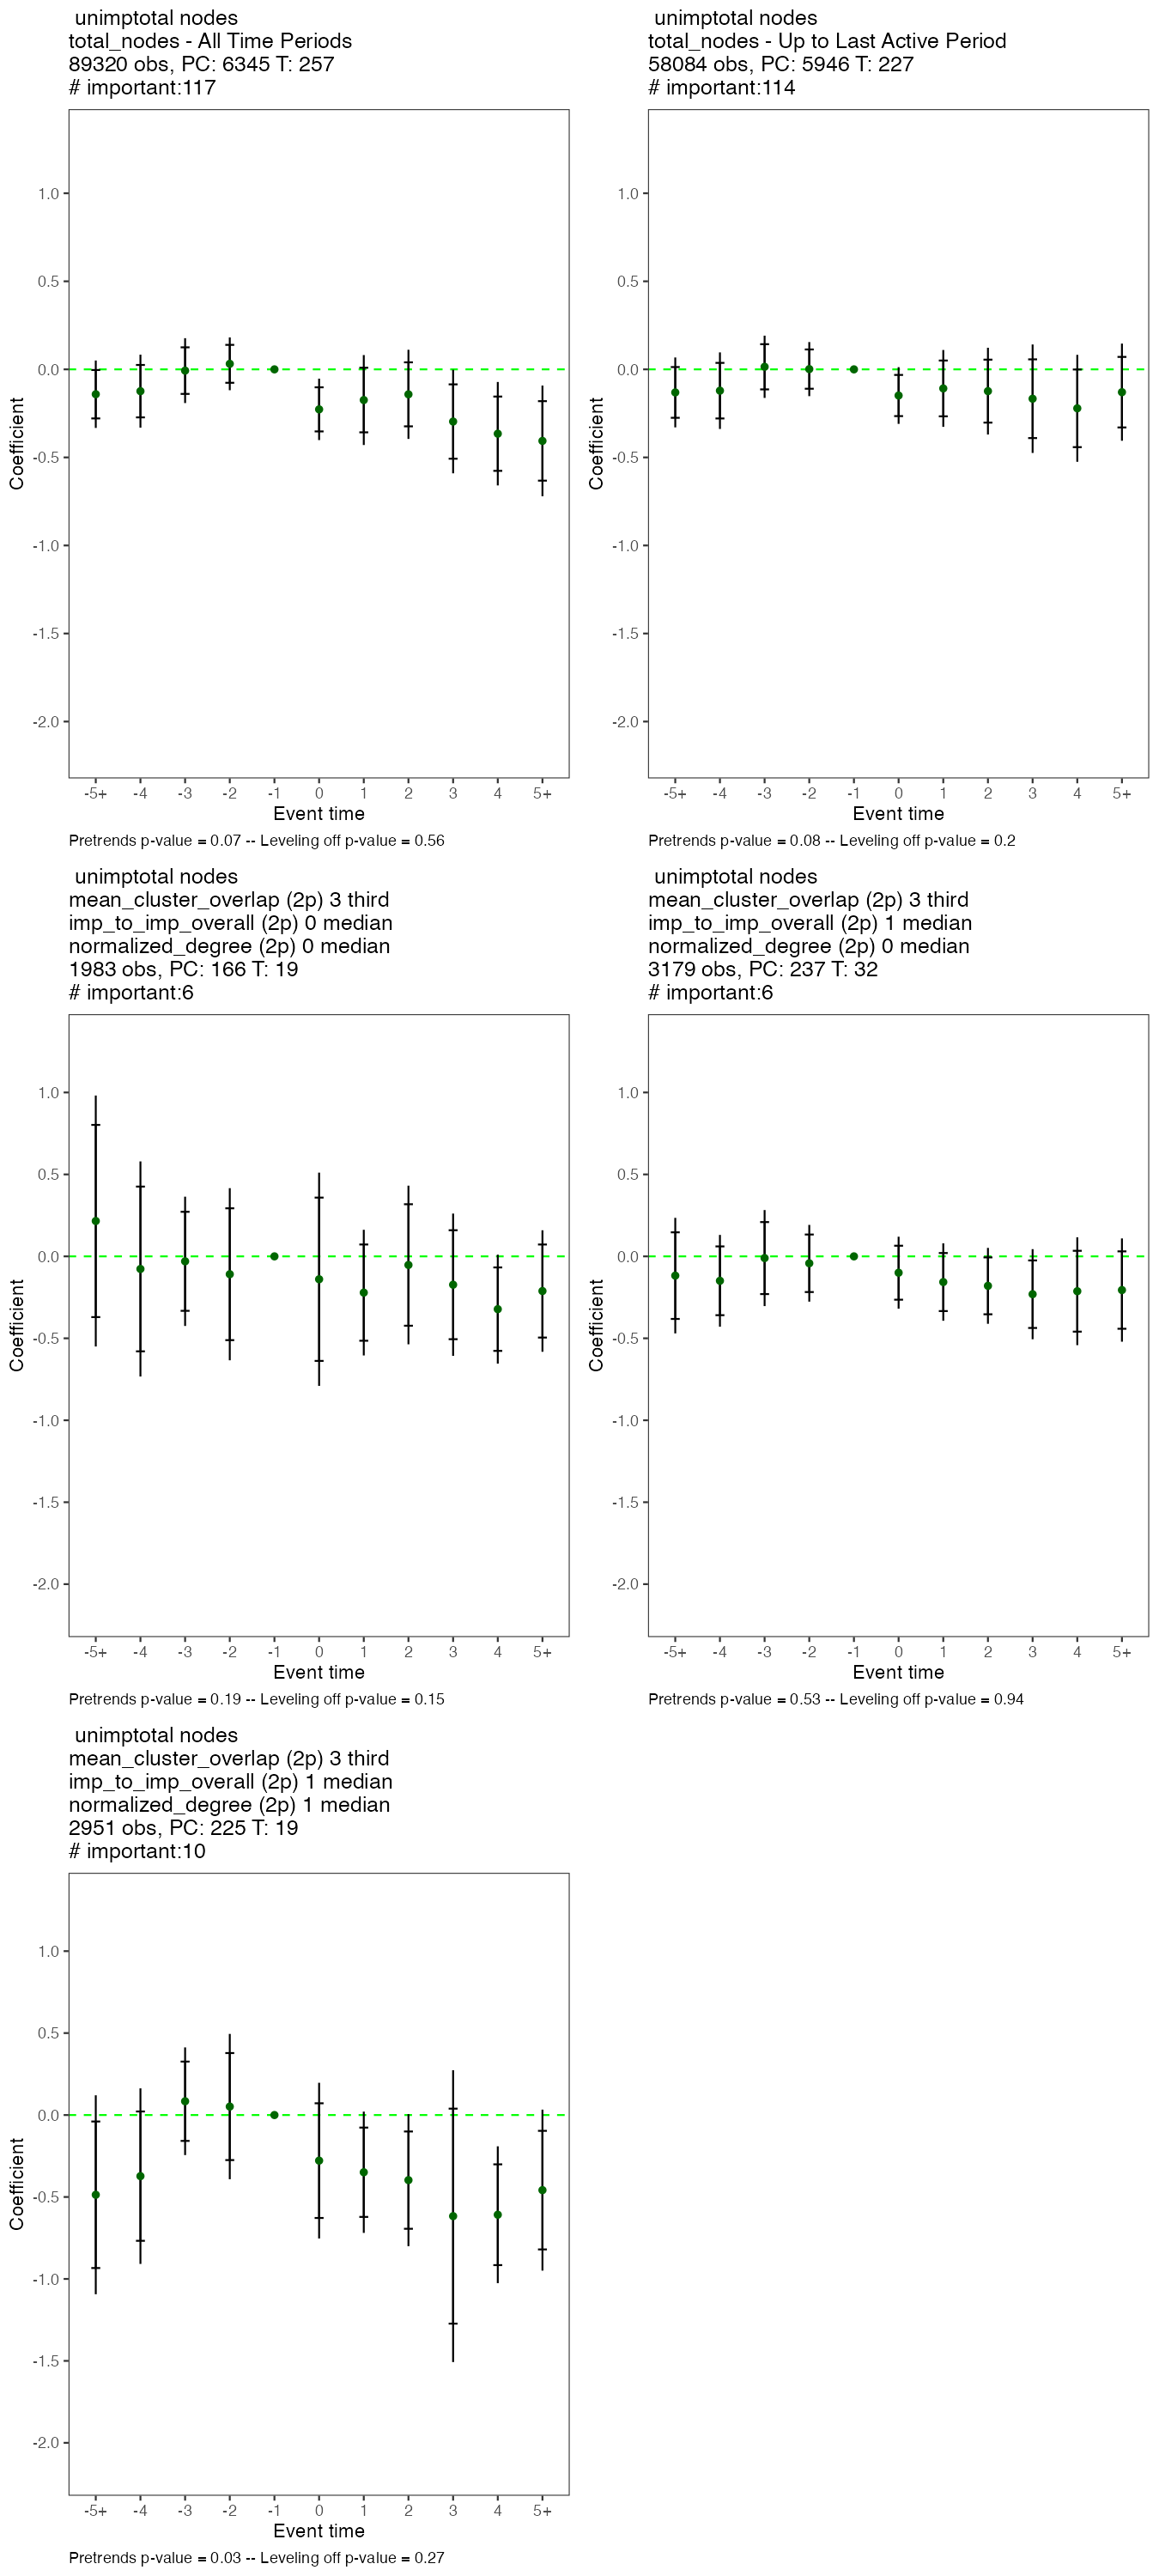 unimptotal nodes
total_nodes - All Time Periods
89320 obs, PC: 6345 T: 257
# important:117
1.0
0.5
0.0
-0.5
-1.0
-1.5
-2.0
Coefficient
-5+ -4 -3 -2 -1 0 1 2 3 4 5+
Event time
Pretrends p-value = 0.07 -- Leveling off p-value = 0.56
unimptotal nodes
total_nodes - Up to Last Active Period
58084 obs, PC: 5946 T: 227
# important:114
1.0
0.5
0.0
-0.5
-1.0
-1.5
-2.0
Coefficient
-5+ -4 -3 -2 -1 0 1 2 3 4 5+
Event time
Pretrends p-value = 0.08 -- Leveling off p-value = 0.2
unimptotal nodes
mean_cluster_overlap (2p) 3 third
imp_to_imp_overall (2p) 0 median
normalized_degree (2p) 0 median
1983 obs, PC: 166 T: 19
# important:6
1.0
0.5
0.0
-0.5
-1.0
-1.5
-2.0
Coefficient
-5+ -4 -3 -2 -1 0 1 2 3 4 5+
Event time
Pretrends p-value = 0.19 -- Leveling off p-value = 0.15
unimptotal nodes
mean_cluster_overlap (2p) 3 third
imp_to_imp_overall (2p) 1 median
normalized_degree (2p) 0 median
3179 obs, PC: 237 T: 32
# important:6
1.0
0.5
0.0
-0.5
-1.0
-1.5
-2.0
Coefficient
-5+ -4 -3 -2 -1 0 1 2 3 4 5+
Event time
Pretrends p-value = 0.53 -- Leveling off p-value = 0.94
unimptotal nodes
mean_cluster_overlap (2p) 3 third
imp_to_imp_overall (2p) 1 median
normalized_degree (2p) 1 median
2951 obs, PC: 225 T: 19
# important:10
1.0
0.5
0.0
-0.5
-1.0
-1.5
-2.0
Coefficient
-5+ -4 -3 -2 -1 0 1 2 3 4 5+
Event time
Pretrends p-value = 0.03 -- Leveling off p-value = 0.27